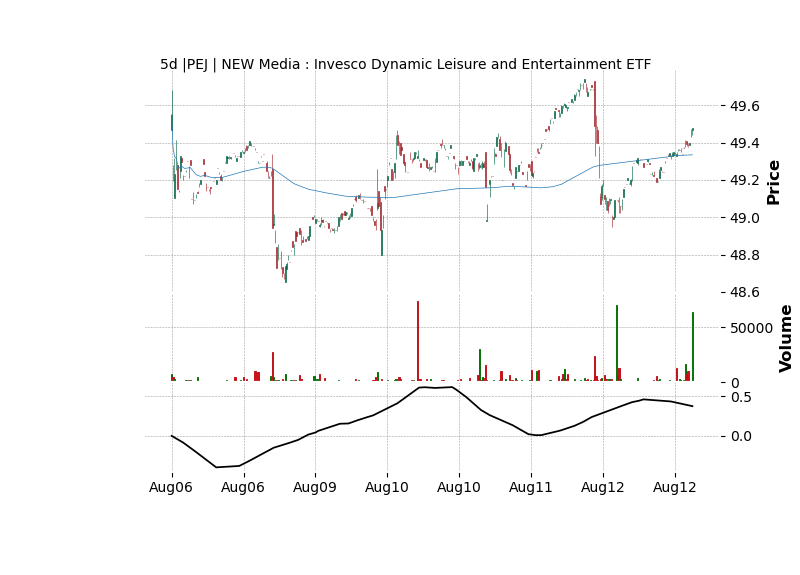 5d |PEJ | NEW Media : Invesco Dynamic Leisure and Entertainment ETF
49.6
49.4
49.2
49.0
48.8
48.6
Price
50000
0
Volume
0.5
0.0
Aug06 Aug06 Aug09 Aug10 Aug10 Aug11 Aug12 Aug12